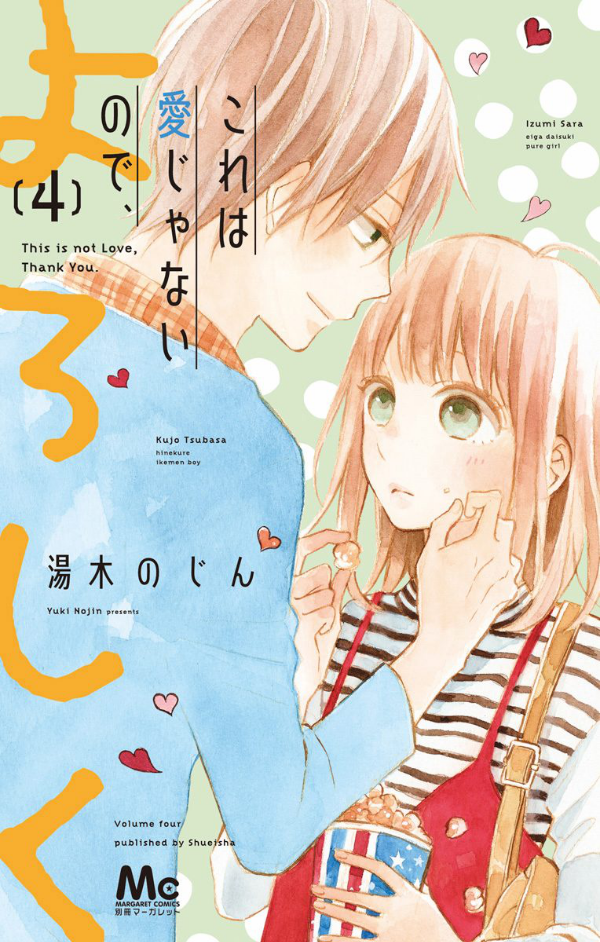 これは
愛じゃない
ので、
よろしく
(4)
This is not Love,
Thank You.
Izumi Sara
eiga daisuki
pure girl
Kujo Tsubasa
hinekure
ikemen boy
湯木のじん
Yuki Nojin presents
Volume four
published by Shueisha
Mc
MARGARET COMICS
別冊マーガレット